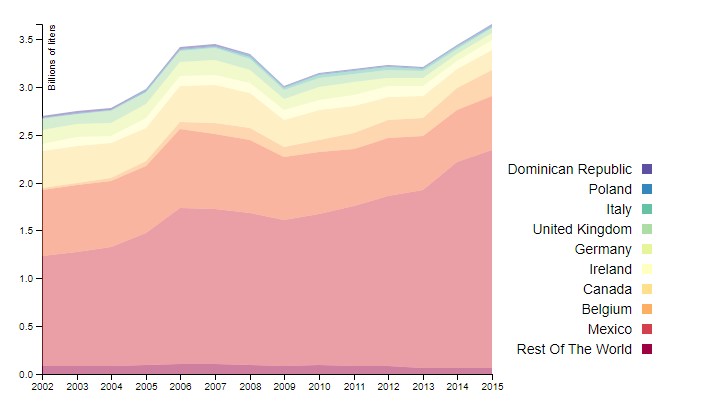 Billions of liters
3.5
3.0
2.5
2.0
1.5
1.0
0.5
0.0
2002 2003 2004 2005 2006 2007 2008 2009 2010 2011 2012 2013 2014 2015
Dominican Republic
Poland
Italy
United Kingdom
Germany
Ireland
Canada
Belgium
Mexico
Rest Of The World